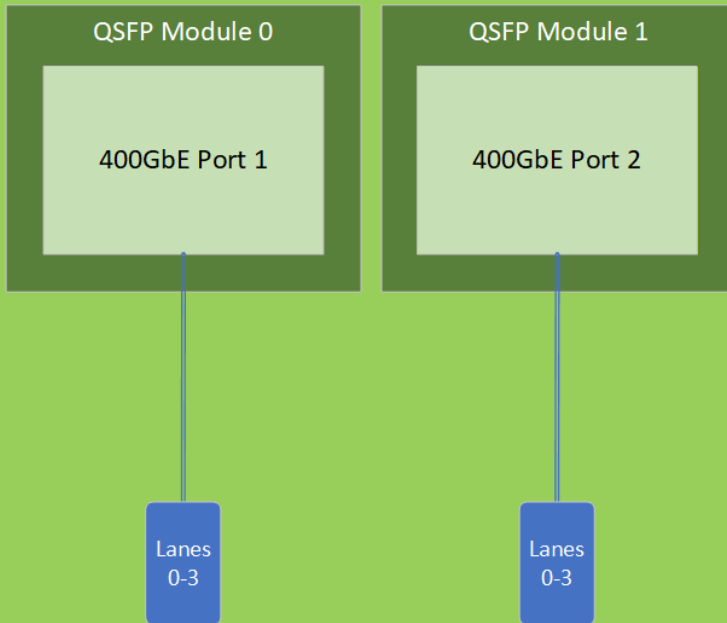 QSFP Module 0
400GbE Port 1
Lanes
0-3
QSFP Module 1
400GbE Port 2
Lanes
0-3